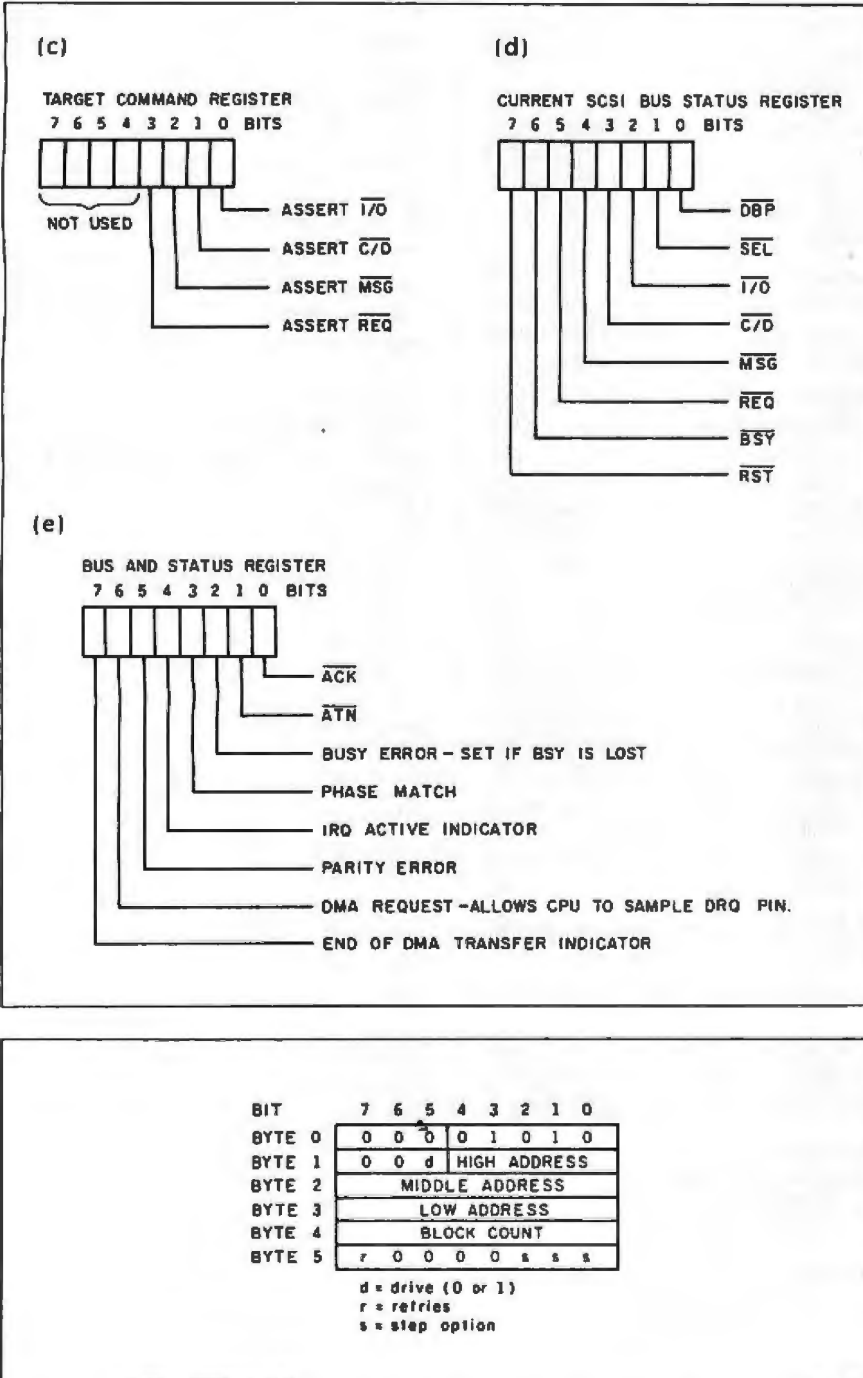 (c)
TARGET COMMAND REGISTER
7 6 5 4 3 2 1 0 BITS
NOT USED
ASSERT I/O
ASSERT C/D
ASSERT MSG
ASSERT REQ
(d)
CURRENT SCSI BUS STATUS REGISTER
7 6 5 4 3 2 1 0 BITS
DBP
SEL
I/O
C/D
MSG
REQ
BSY
RST
(e)
BUS AND STATUS REGISTER
7 6 5 4 3 2 1 0 BITS
ACK
ATN
BUSY ERROR – SET IF BSY IS LOST
PHASE MATCH
IRQ ACTIVE INDICATOR
PARITY ERROR
DMA REQUEST –ALLOWS CPU TO SAMPLE DRQ PIN.
END OF DMA TRANSFER INDICATOR
BIT 7 6 5 4 3 2 1 0
BYTE 0 0 0 0 0 1 0 1 0
BYTE 1 0 0 d HIGH ADDRESS
BYTE 2 MIDDLE ADDRESS
BYTE 3 LOW ADDRESS
BYTE 4 BLOCK COUNT
BYTE 5 r 0 0 0 0 s s s
d = drive (0 or 1)
r = retries
s = step option